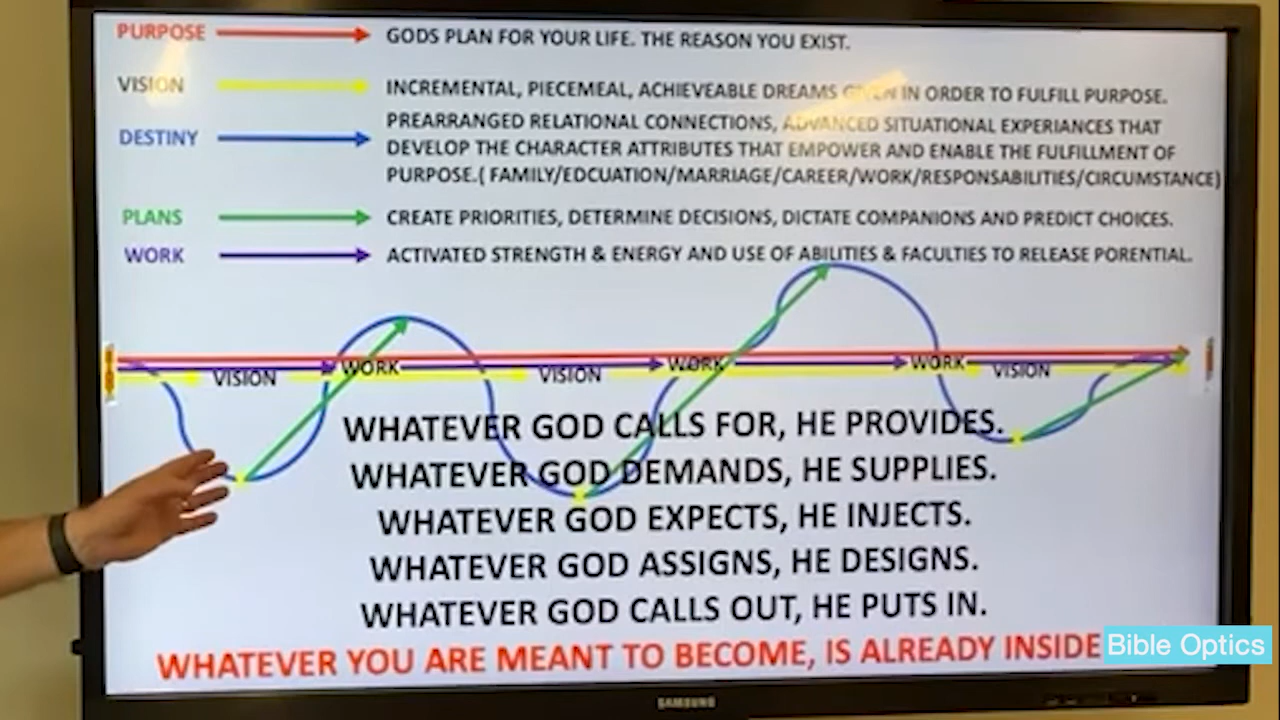 PURPOSE GODS PLAN FOR YOUR LIFE. THE REASON YOU EXIST.
VISION INCREMENTAL, PIECEMEAL, ACHIEVEABLE DREAMS GIVEN IN ORDER TO FULFILL PURPOSE.
PREARRANGED RELATIONAL CONNECTIONS, ADVANCED SITUATIONAL EXPERIANCES THAT
DESTINY DEVELOP THE CHARACTER ATTRIBUTES THAT EMPOWER AND ENABLE THE FULFILLMENT OF
PURPOSE.( FAMILY/EDCUATION/MARRIAGE/CAREER/WORK/RESPONSABILITIES/CIRCUMSTANCE)
PLANS CREATE PRIORITIES, DETERMINE DECISIONS, DICTATE COMPANIONS AND PREDICT CHOICES.
WORK ACTIVATED STRENGTH & ENERGY AND USE OF ABILITIES & FACULTIES TO RELEASE PORENTIAL.
VISION WORK VISION WORK WORK VISION
WHATEVER GOD CALLS FOR, HE PROVIDES.
WHATEVER GOD DEMANDS, HE SUPPLIES.
WHATEVER GOD EXPECTS, HE INJECTS.
WHATEVER GOD ASSIGNS, HE DESIGNS.
WHATEVER GOD CALLS OUT, HE PUTS IN.
WHATEVER YOU ARE MEANT TO BECOME, IS ALREADY INSIDE
Bible Optics
SAMSUNG